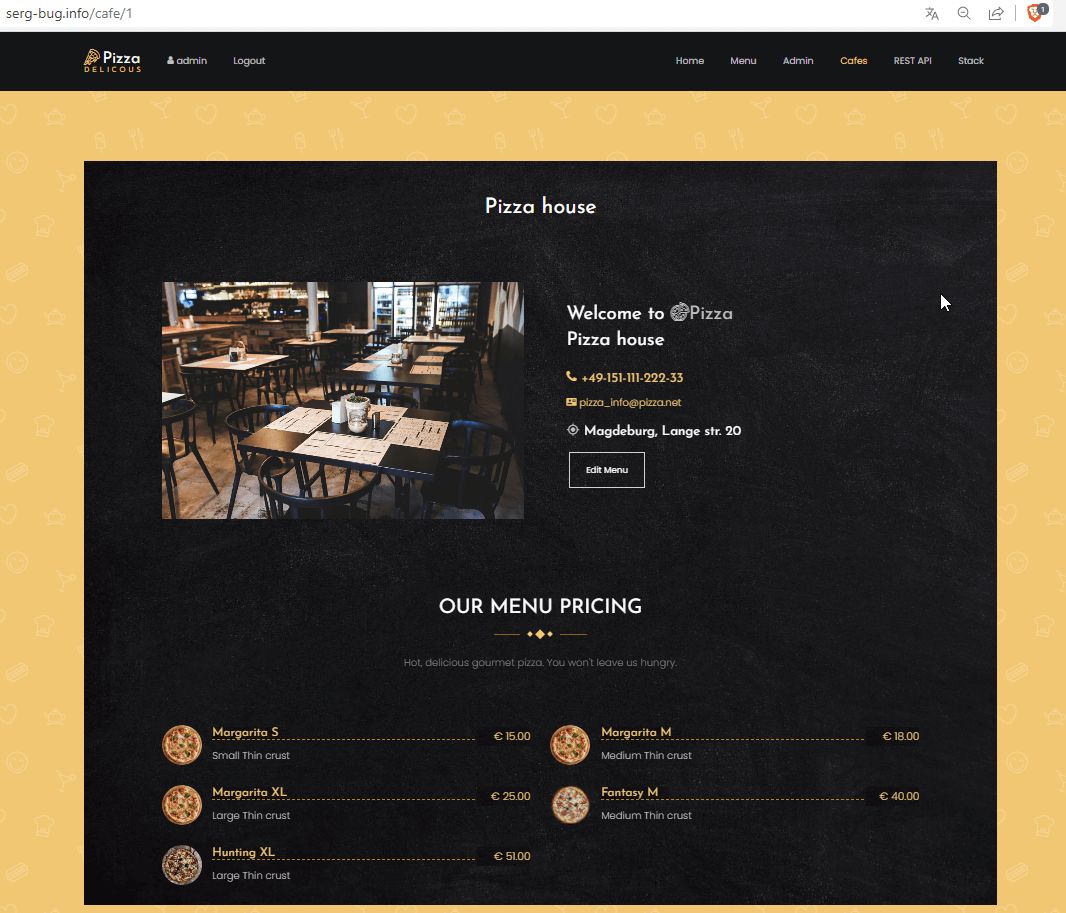 serg-bug.info/cafe/1
1
Pizza
DELICOUS
admin
Logout
Home
Menu
Admin
Cafes
REST API
Stack
Pizza house
Welcome to Pizza
Pizza house
+49-151-111-222-33
pizza_info@pizza.net
Magdeburg, Lange str. 20
Edit Menu
OUR MENU PRICING
Hot, delicious gourmet pizza. You won't leave us hungry.
Margarita S € 15.00
Small Thin crust
Margarita M € 18.00
Medium Thin crust
Margarita XL € 25.00
Large Thin crust
Fantasy M € 40.00
Medium Thin crust
Hunting XL € 51.00
Large Thin crust